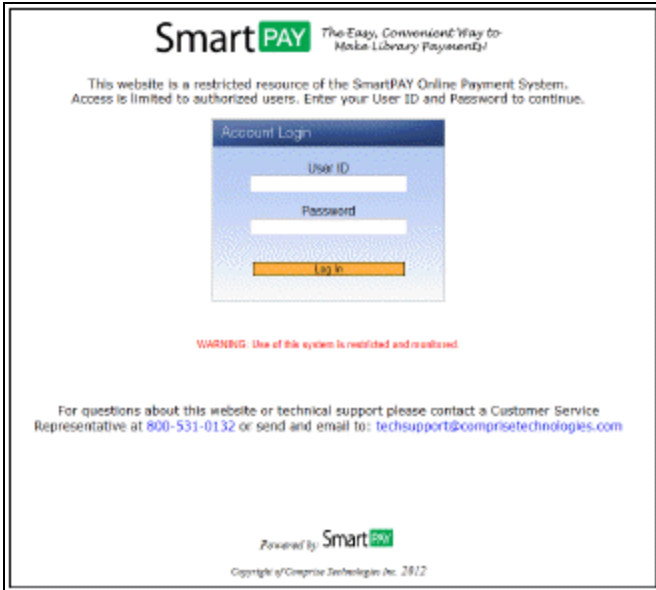 Smart PAY The Easy, Convenient Way to
Make Library Payments!
This website is a restricted resource of the SmartPAY Online Payment System.
Access is limited to authorized users. Enter your User ID and Password to continue.
Account Login
User ID
Password
Log In
WARNING: Use of this system is restricted and monitored.
For questions about this website or technical support please contact a Customer Service
Representative at 800-531-0132 or send and email to: techsupport@comprisetechnologies.com
Powered by Smart PAY
Copyright of Comprise Technologies Inc. 2012